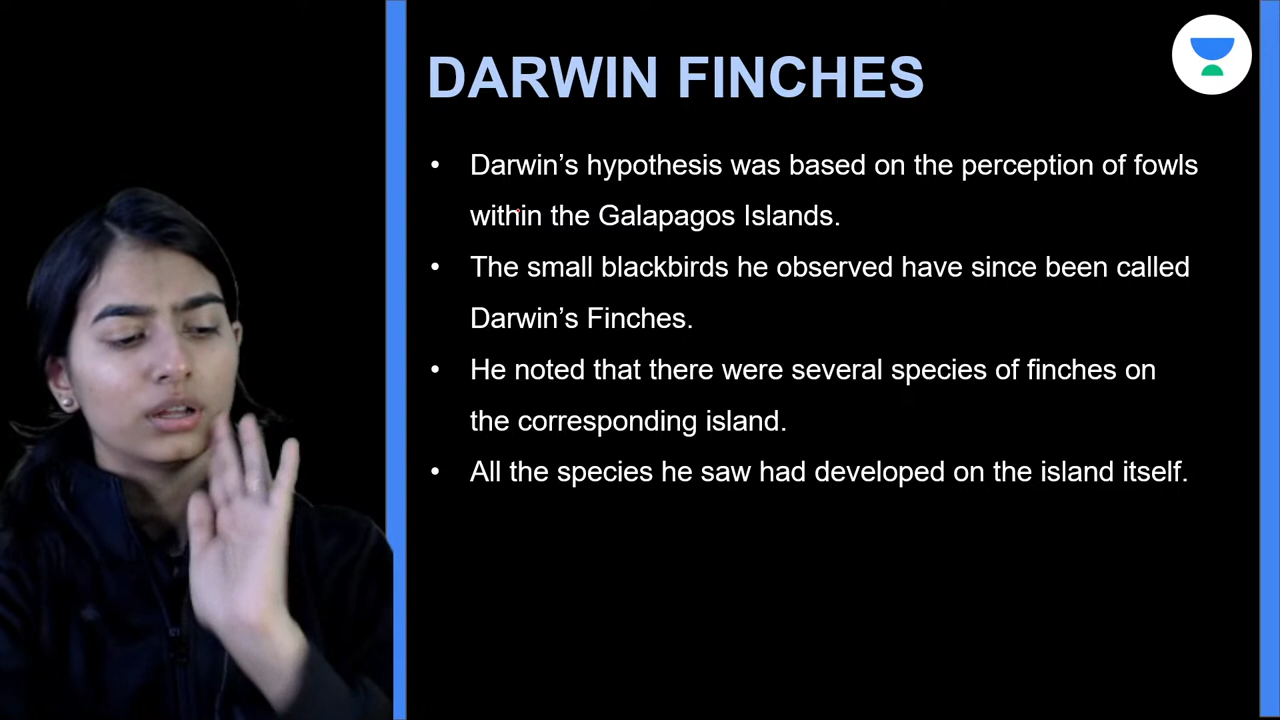 DARWIN FINCHES
• Darwin’s hypothesis was based on the perception of fowls
within the Galapagos Islands.
• The small blackbirds he observed have since been called
Darwin’s Finches.
• He noted that there were several species of finches on
the corresponding island.
• All the species he saw had developed on the island itself.